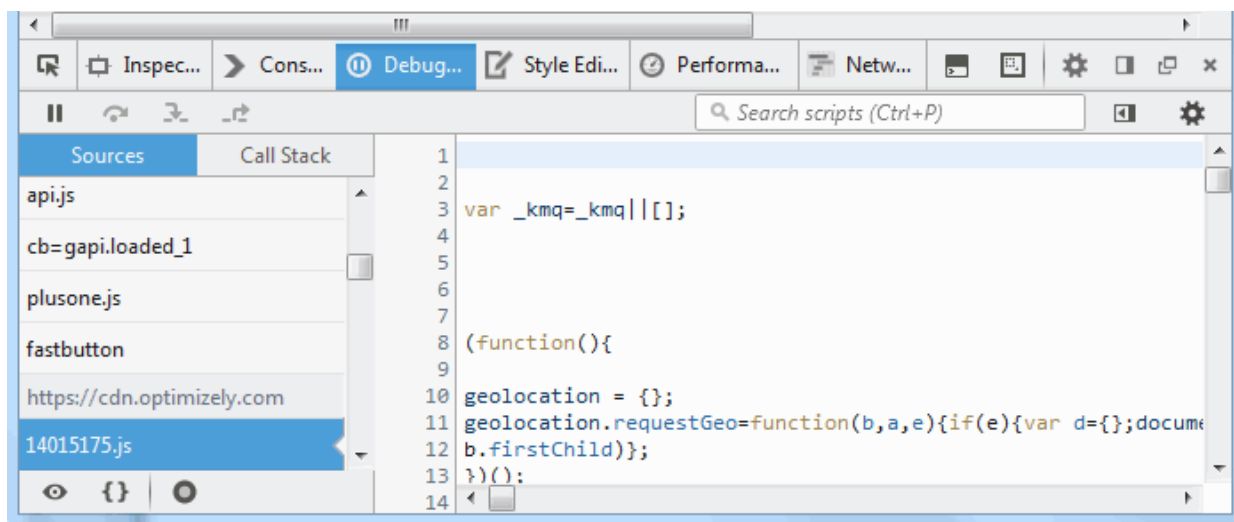 Inspec... Cons... Debug... Style Edi... Performa... Netw...
Search scripts (Ctrl+P)
Sources Call Stack
api.js
cb=gapi.loaded_1
plusone.js
fastbutton
https://cdn.optimizely.com
14015175.js
{}
1
2
3 var _kmq=_kmq||[];
4
5
6
7
8 (function(){
9
10 geolocation = {};
11 geolocation.requestGeo=function(b,a,e){if(e){var d={};docume
12 b.firstChild)};
13 })();
14